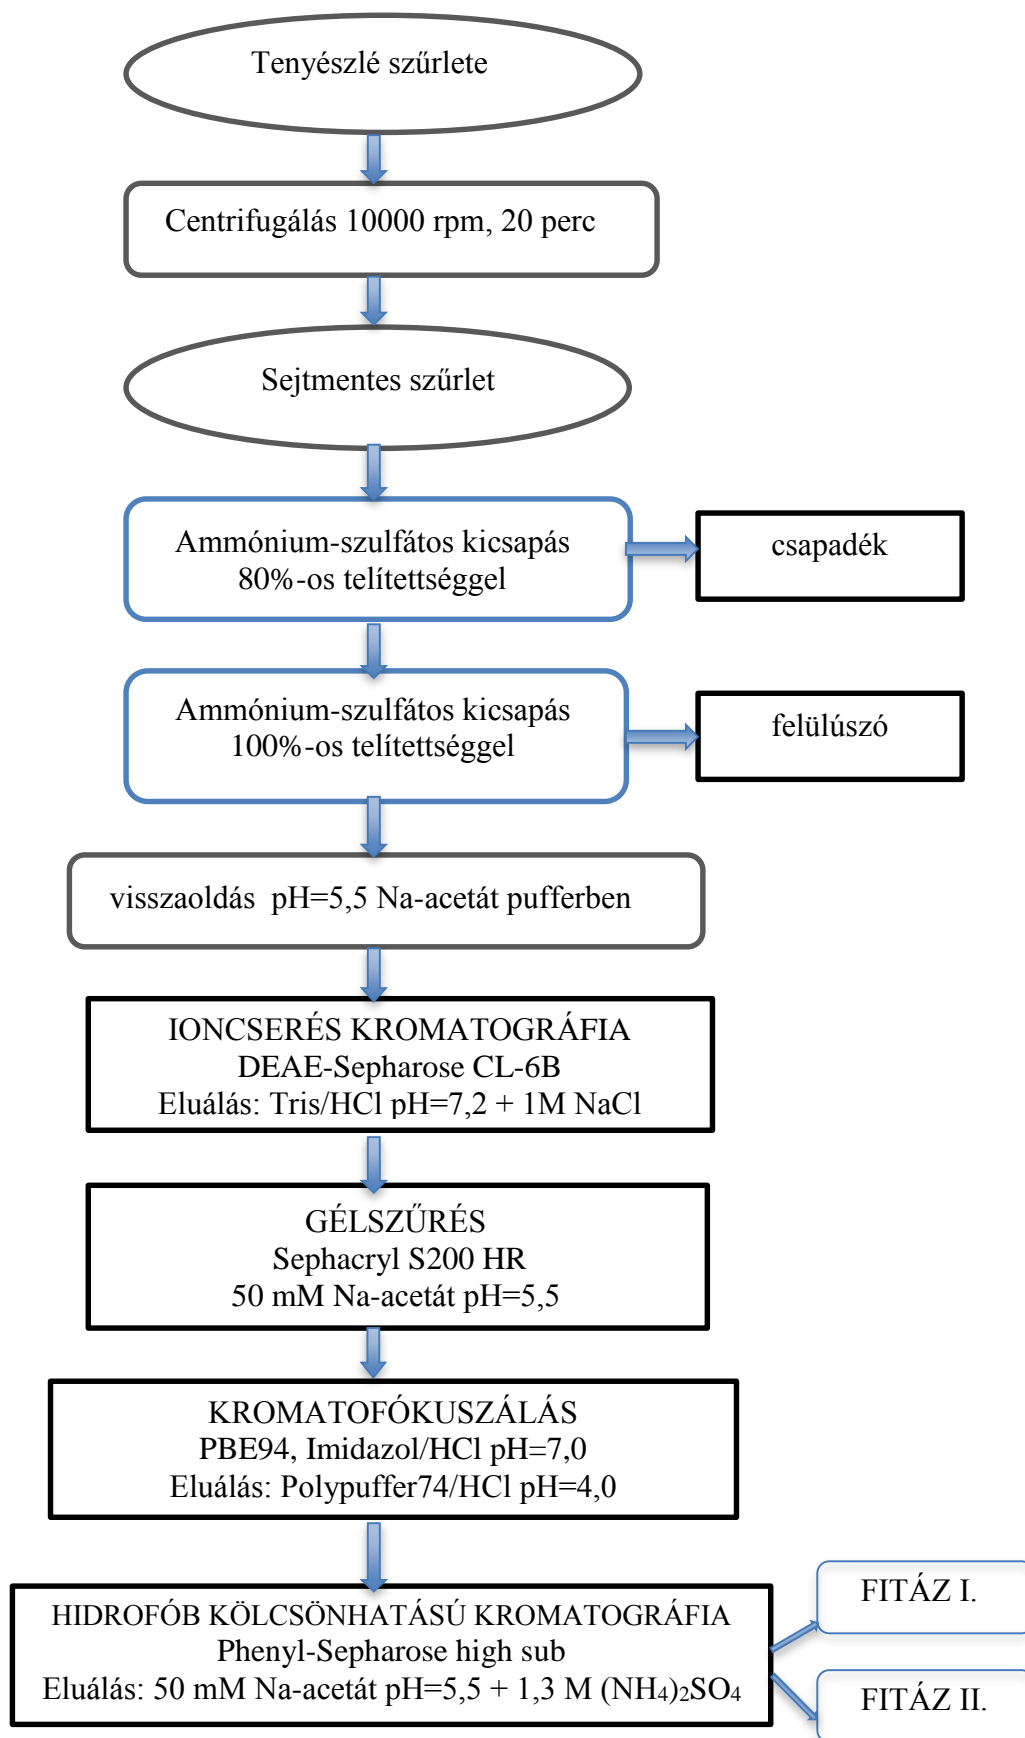 Tenyészlé szűrlete
Centrifugálás 10000 rpm, 20 perc
Sejtmentes szűrlet
Ammónium-szulfátos kicsapás
80%-os telítettséggel
csapadék
Ammónium-szulfátos kicsapás
100%-os telítettséggel
felülúszó
visszaoldás pH=5,5 Na-acetát pufferben
IONCSERÉS KROMATOGRÁFIA
DEAE-Sepharose CL-6B
Eluálás: Tris/HCl pH=7,2 + 1M NaCl
GÉLSZŰRÉS
Sephacryl S200 HR
50 mM Na-acetát pH=5,5
KROMATOFÓKUSZÁLÁS
PBE94, Imidazol/HCl pH=7,0
Eluálás: Polypuffer74/HCl pH=4,0
HIDROFÓB KÖLCSÖNHATÁSÚ KROMATOGRÁFIA
Phenyl-Sepharose high sub
Eluálás: 50 mM Na-acetát pH=5,5 + 1,3 M (NH₄)₂SO₄
FITÁZ I.
FITÁZ II.